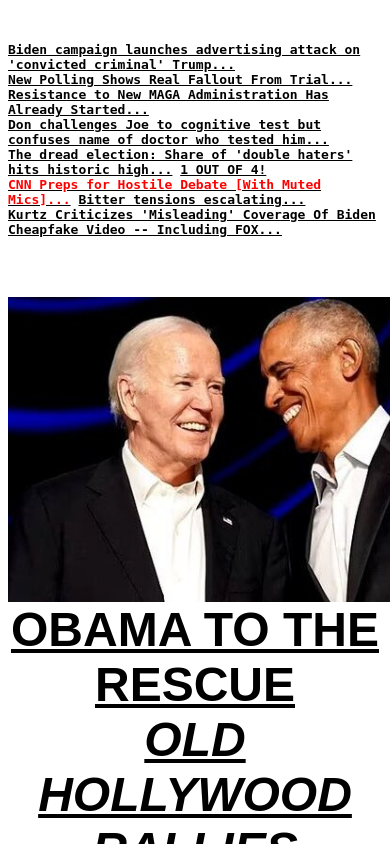 Biden campaign launches advertising attack on
'convicted criminal' Trump...
New Polling Shows Real Fallout From Trial...
Resistance to New MAGA Administration Has
Already Started...
Don challenges Joe to cognitive test but
confuses name of doctor who tested him...
The dread election: Share of 'double haters'
hits historic high... 1 OUT OF 4!
CNN Preps for Hostile Debate [With Muted
Mics]... Bitter tensions escalating...
Kurtz Criticizes 'Misleading' Coverage Of Biden
Cheapfake Video -- Including FOX...
OBAMA TO THE
RESCUE
OLD
HOLLYWOOD
RALLIES